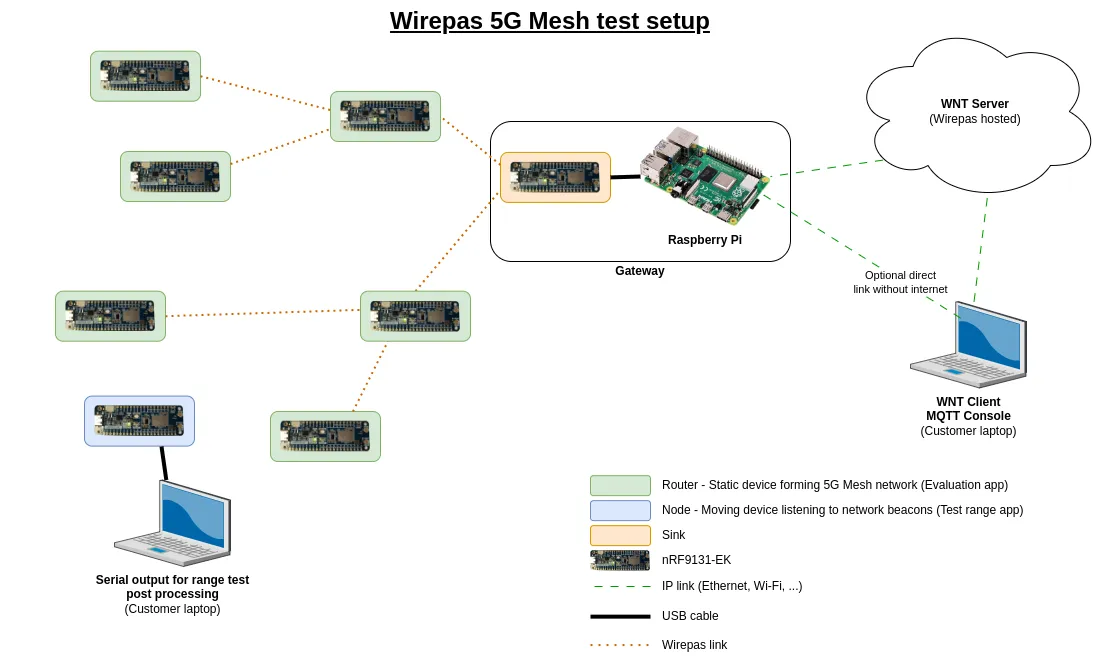 Wirepas 5G Mesh test setup
WNT Server
(Wirepas hosted)
Raspberry Pi
Gateway
Optional direct
link without internet
WNT Client
MQTT Console
(Customer laptop)
Serial output for range test
post processing
(Customer laptop)
Router - Static device forming 5G Mesh network (Evaluation app)
Node - Moving device listening to network beacons (Test range app)
Sink
nRF9131-EK
IP link (Ethernet, Wi-Fi, ...)
USB cable
Wirepas link